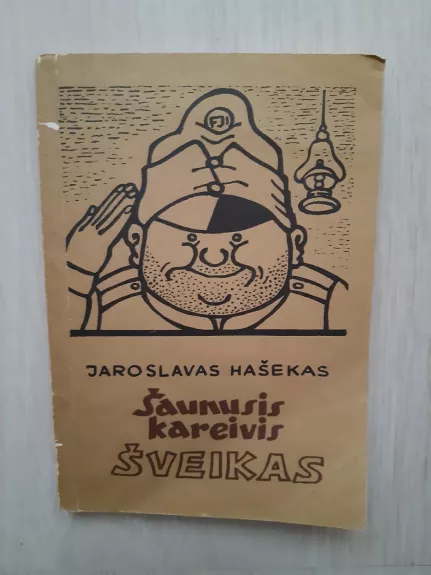 FJI
JAROSLAVAS HAŠEKAS
Šaunusis
kareivis
ŠVEIKAS